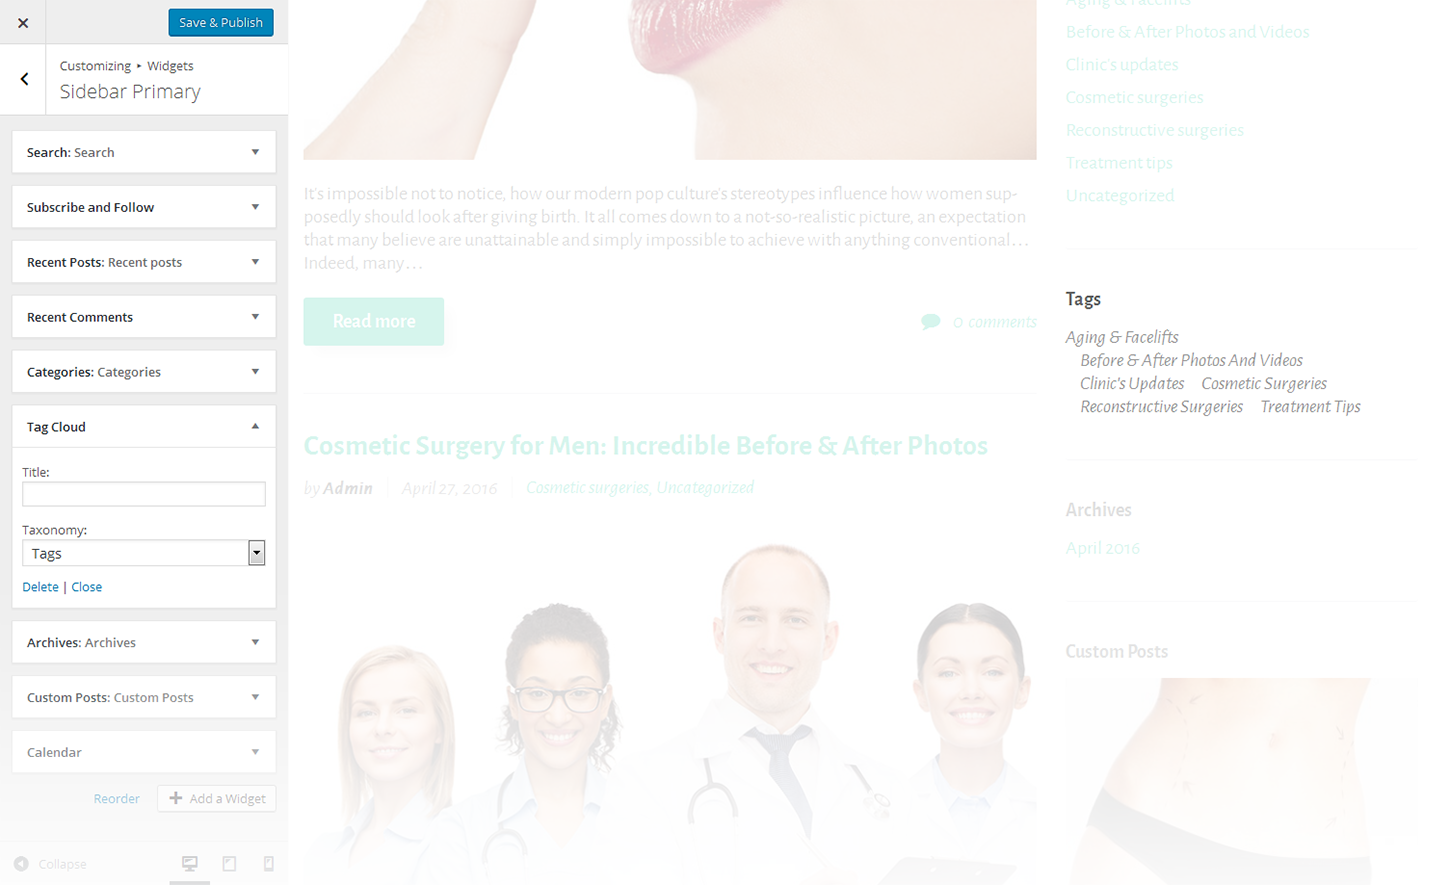 Save & Publish
Customizing ▸ Widgets
Sidebar Primary
Search: Search
Subscribe and Follow
Recent Posts: Recent posts
Recent Comments
Categories: Categories
Tag Cloud
Title:
Taxonomy:
Tags
Delete | Close
Archives: Archives
Custom Posts: Custom Posts
Calendar
Reorder
Add a Widget
Collapse
It's impossible not to notice, how our modern pop culture's stereotypes influence how women sup-
posedly should look after giving birth. It all comes down to a not-so-realistic picture, an expectation
that many believe are unattainable and simply impossible to achieve with anything conventional…
Indeed, many…
Read more
0 comments
Cosmetic Surgery for Men: Incredible Before & After Photos
by Admin
April 27, 2016
Cosmetic surgeries, Uncategorized
Aging & Facelifts
Before & After Photos and Videos
Clinic's updates
Cosmetic surgeries
Reconstructive surgeries
Treatment tips
Uncategorized
Tags
Aging & Facelifts
Before & After Photos And Videos
Clinic's Updates Cosmetic Surgeries
Reconstructive Surgeries Treatment Tips
Archives
April 2016
Custom Posts